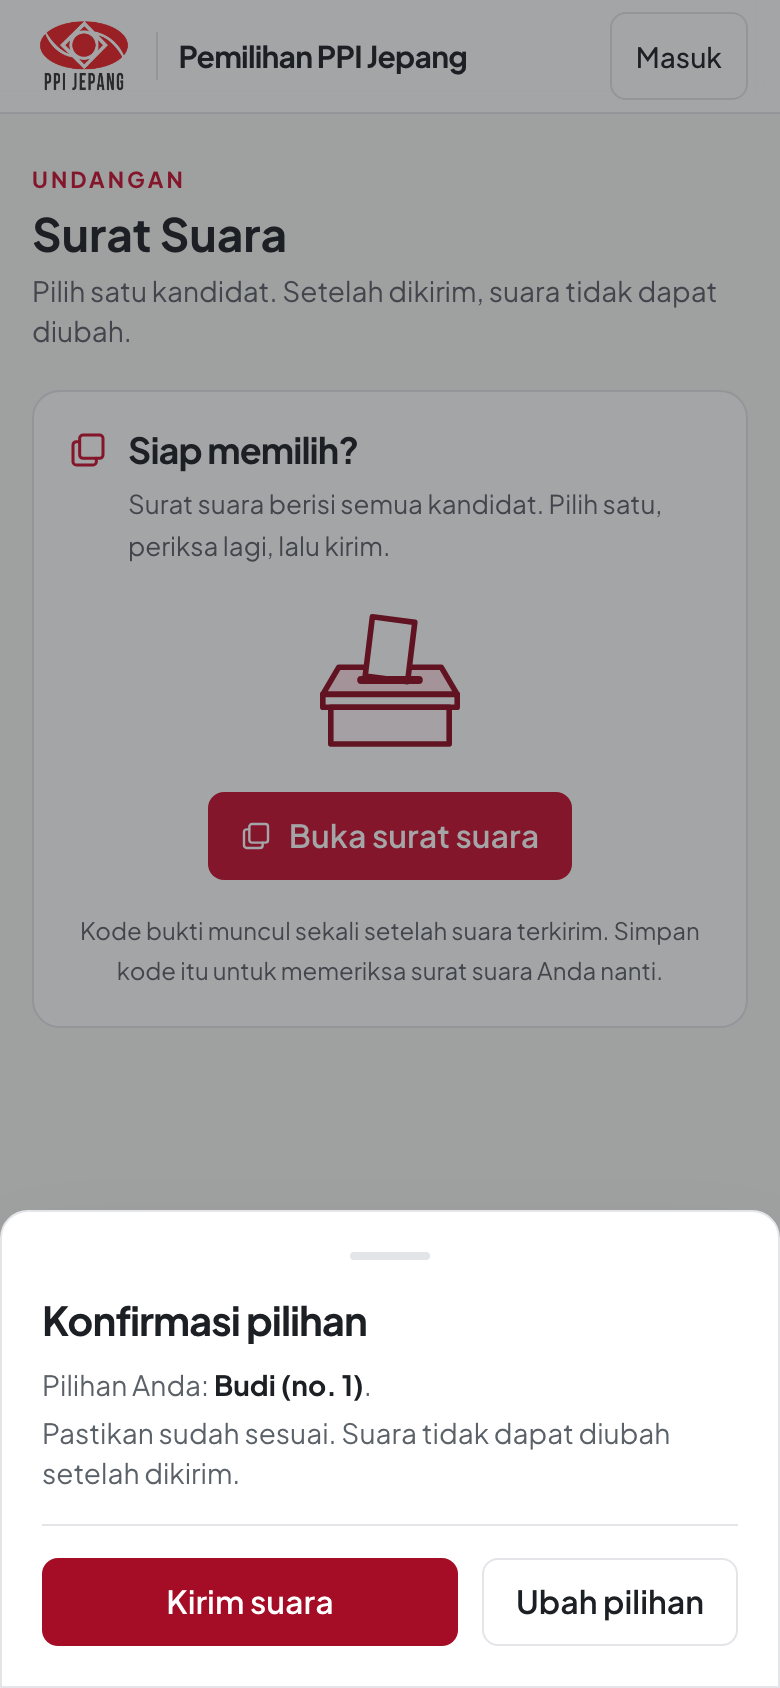 PPI JEPANG
Pemilihan PPI Jepang
Masuk
UNDANGAN
Surat Suara
Pilih satu kandidat. Setelah dikirim, suara tidak dapat
diubah.
Siap memilih?
Surat suara berisi semua kandidat. Pilih satu,
periksa lagi, lalu kirim.
Buka surat suara
Kode bukti muncul sekali setelah suara terkirim. Simpan
kode itu untuk memeriksa surat suara Anda nanti.
Konfirmasi pilihan
Pilihan Anda: Budi (no. 1).
Pastikan sudah sesuai. Suara tidak dapat diubah
setelah dikirim.
Kirim suara
Ubah pilihan